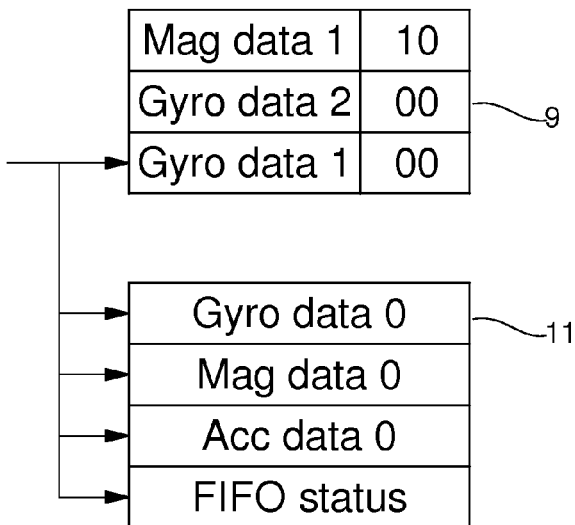 Mag data 1 10
Gyro data 2 00 9
Gyro data 1 00
Gyro data 0 11
Mag data 0
Acc data 0
FIFO status